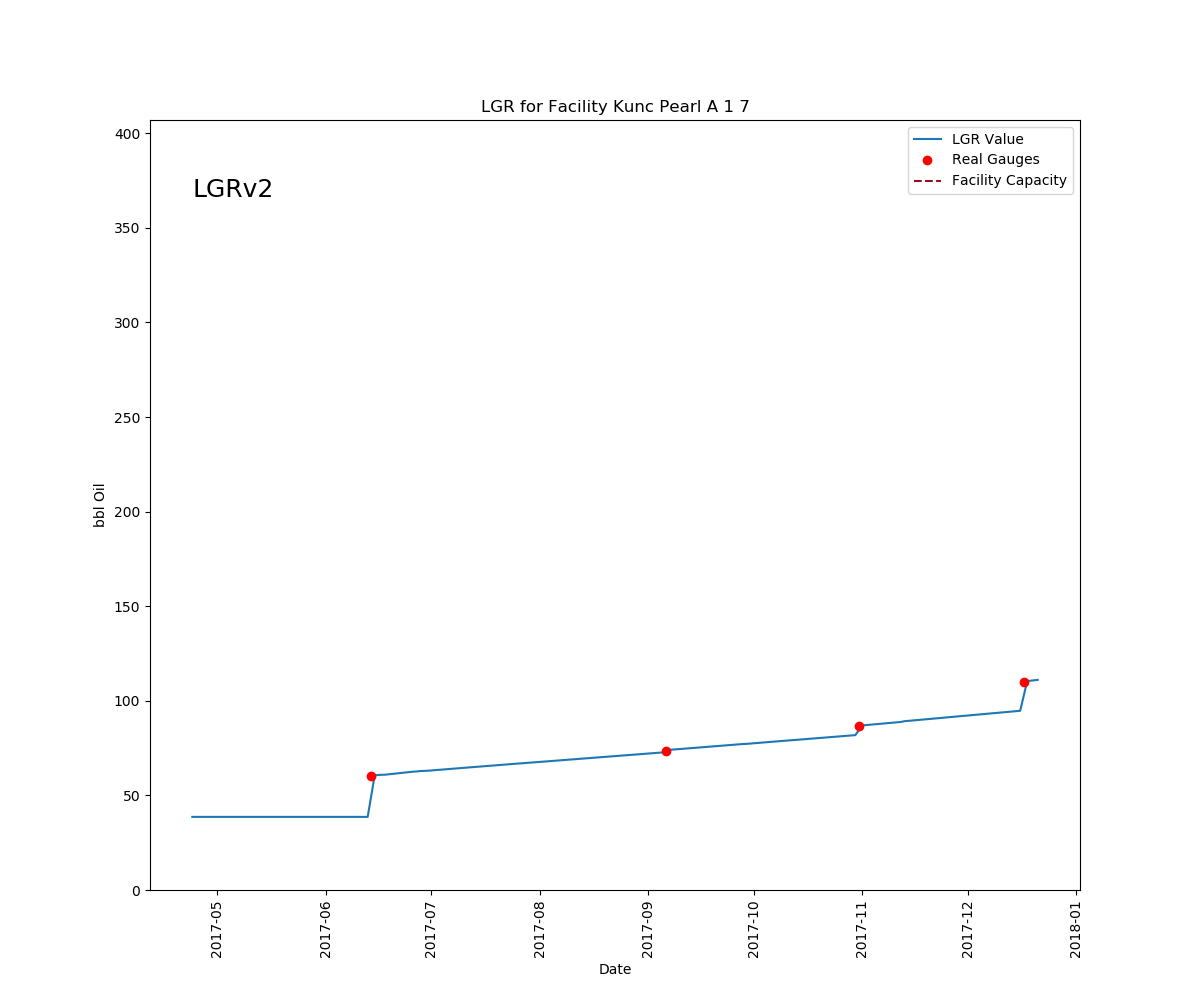 LGR for Facility Kunc Pearl A 1 7
400
350
300
250
200
150
100
50
0
bbl Oil
LGRv2
LGR Value
Real Gauges
Facility Capacity
2017-05
2017-06
2017-07
2017-08
2017-09
2017-10
2017-11
2017-12
2018-01
Date